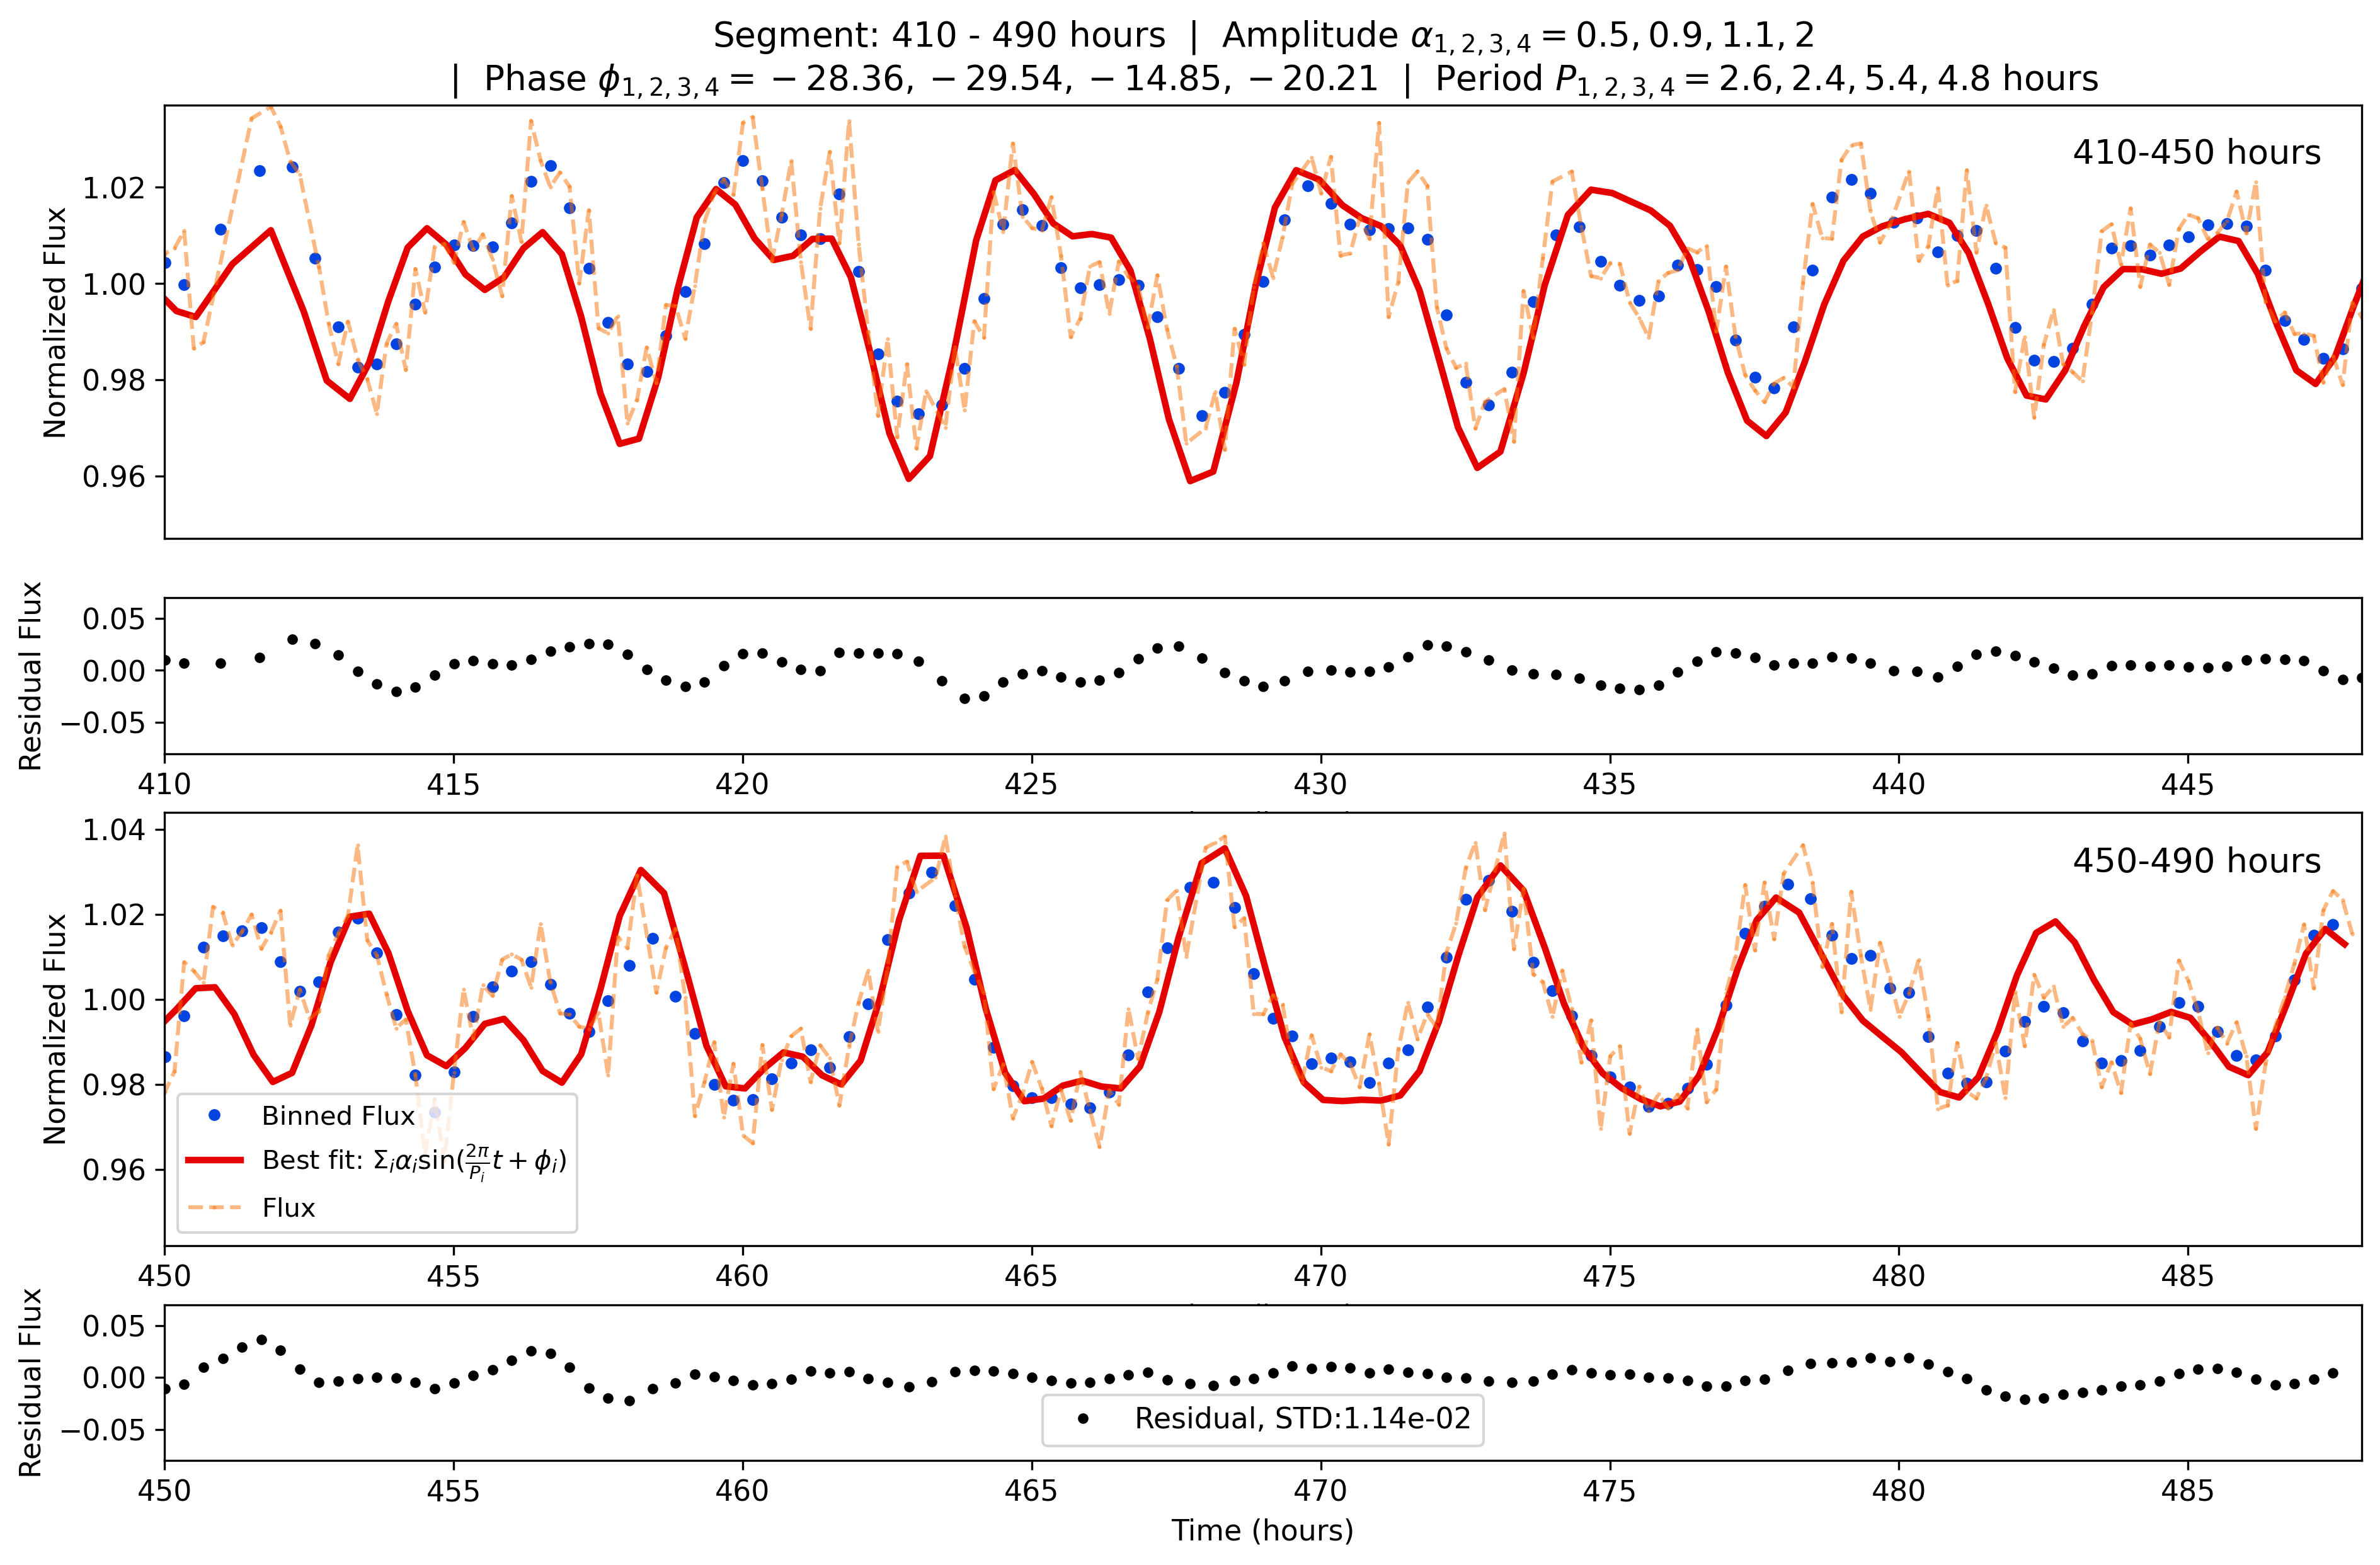 Segment: 410 - 490 hours | Amplitude α1,2,3,4 = 0.5, 0.9, 1.1, 2
| Phase ϕ1,2,3,4 = −28.36, −29.54, −14.85, −20.21 | Period P1,2,3,4 = 2.6, 2.4, 5.4, 4.8 hours
410-450 hours
Normalized Flux
1.02
1.00
0.98
0.96
Residual Flux
0.05
0.00
−0.05
410 415 420 425 430 435 440 445
450-490 hours
Normalized Flux
1.04
1.02
1.00
0.98
0.96
Binned Flux
Best fit: Σiαisin(2π/Pi t + ϕi)
Flux
450 455 460 465 470 475 480 485
Residual Flux
0.05
0.00
−0.05
Residual, STD:1.14e-02
450 455 460 465 470 475 480 485
Time (hours)